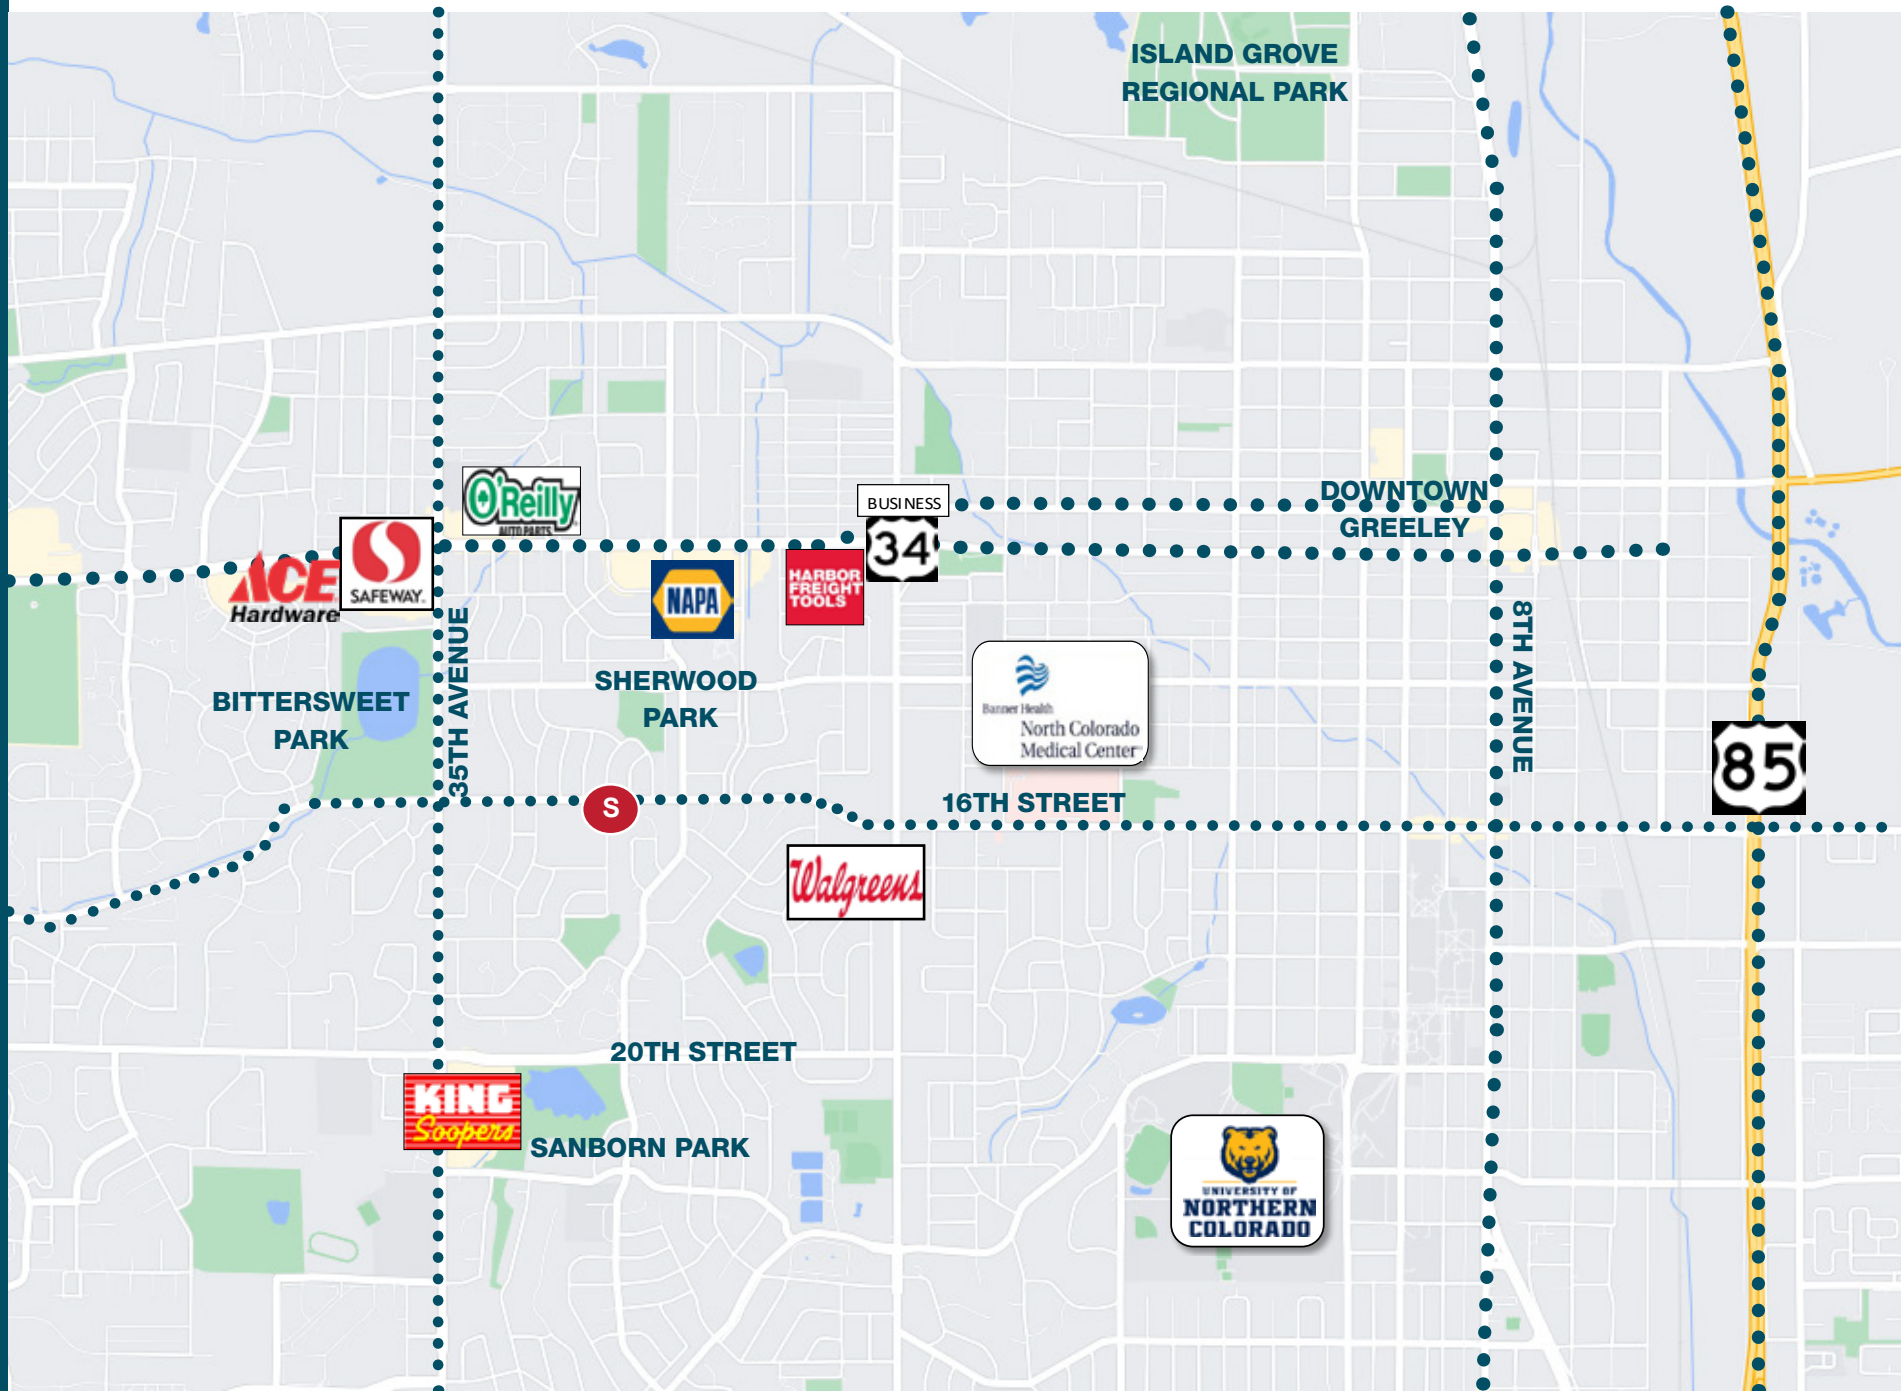 ISLAND GROVE
REGIONAL PARK
O'Reilly
AUTO PARTS
BUSINESS
34
DOWNTOWN
GREELEY
ACE
Hardware
SAFEWAY
NAPA
HARBOR
FREIGHT
TOOLS
35TH AVENUE
8TH AVENUE
BITTERSWEET
PARK
SHERWOOD
PARK
Banner Health
North Colorado
Medical Center
85
S
16TH STREET
Walgreens
20TH STREET
KING
Soopers
SANBORN PARK
UNIVERSITY OF
NORTHERN
COLORADO